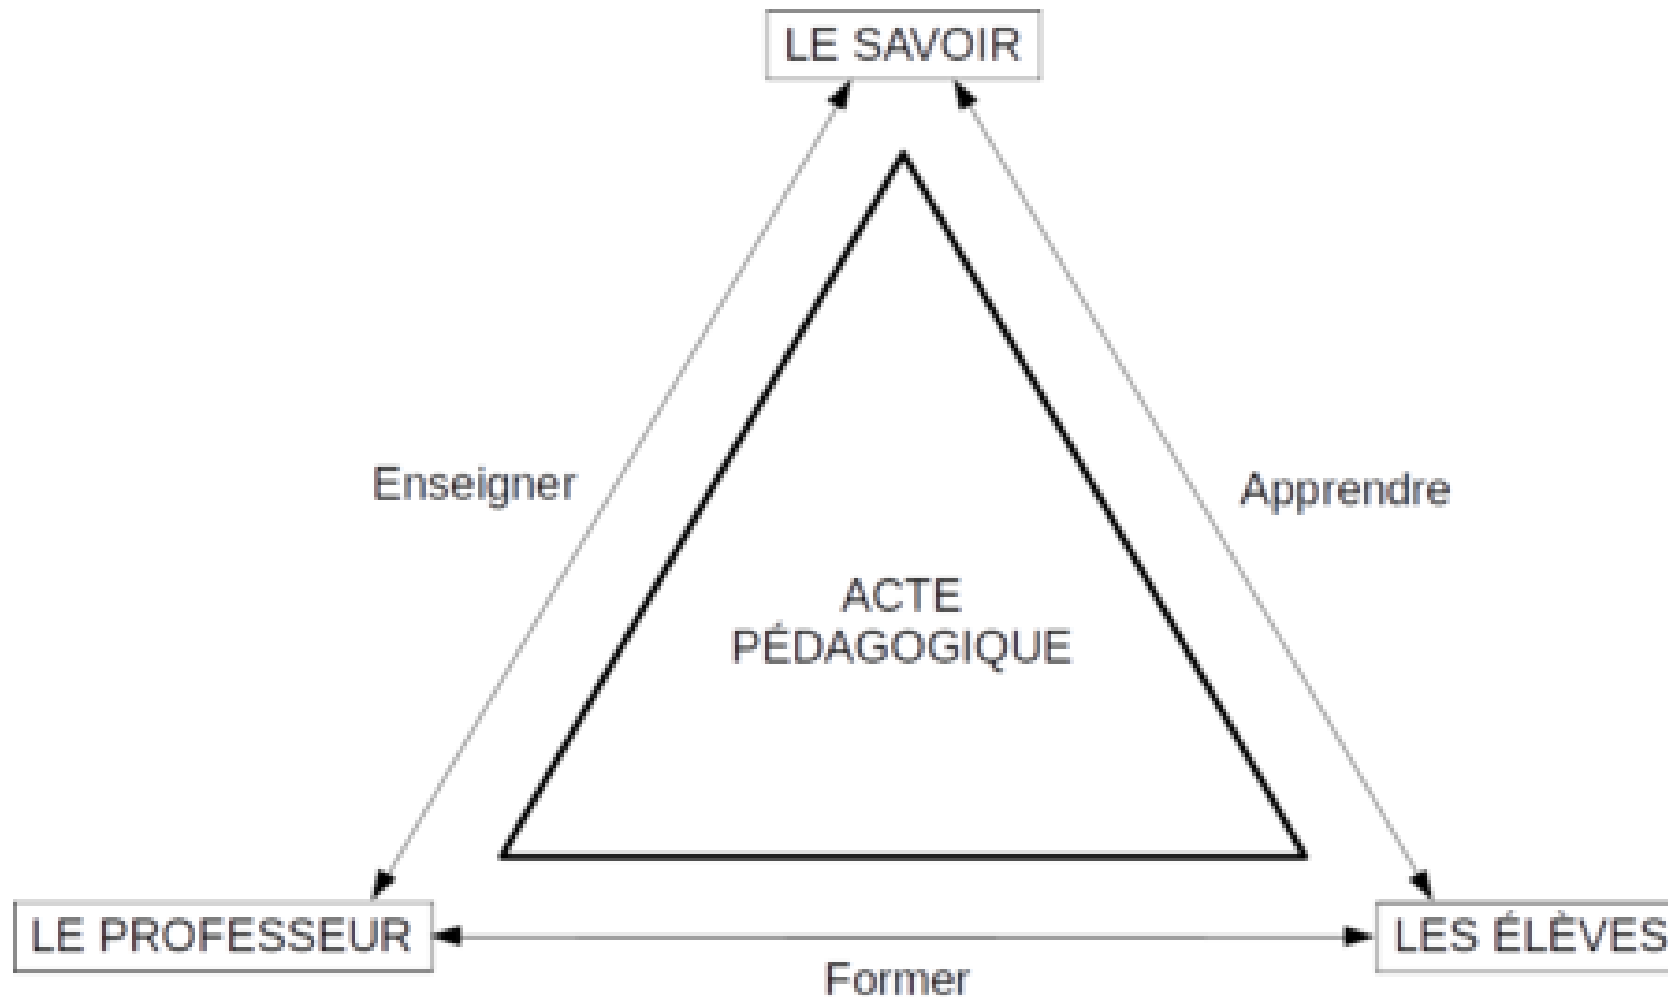 LE SAVOIR
Enseigner
Apprendre
ACTE
PÉDAGOGIQUE
LE PROFESSEUR
LES ÉLÈVES
Former